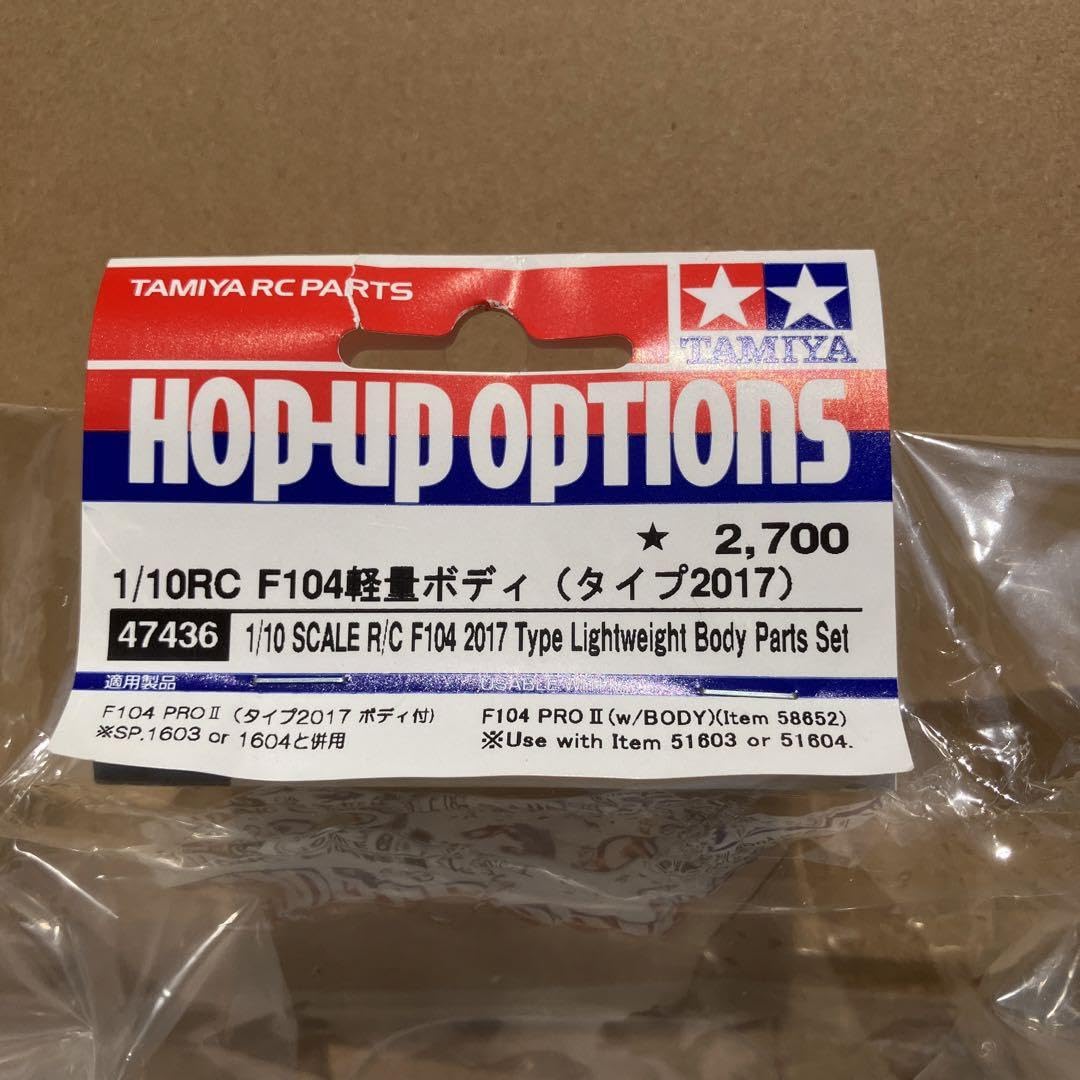 TAMIYA RC PARTS
TAMIYA
HOP-UP OPTIONS
★ 2,700
1/10RC F104軽量ボディ（タイプ2017）
47436 1/10 SCALE R/C F104 2017 Type Lightweight Body Parts Set
適用製品 USABLE WITH
F104 PRO II（タイプ2017 ボディ付）
※SP.1603 or 1604と併用
F104 PRO II (w/BODY)(Item 58652)
※Use with Item 51603 or 51604.